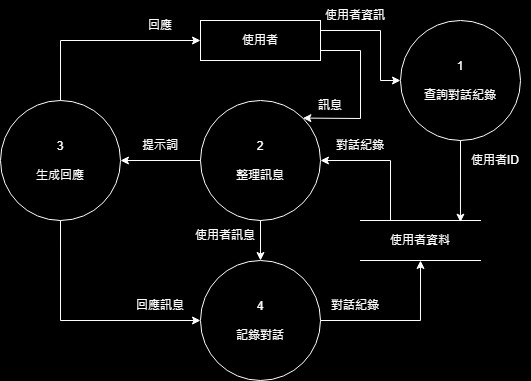 回應
使用者
使用者資訊
1
查詢對話紀錄
訊息
3
生成回應
提示詞
2
整理訊息
對話紀錄
使用者ID
使用者訊息
使用者資料
回應訊息
4
記錄對話
對話紀錄